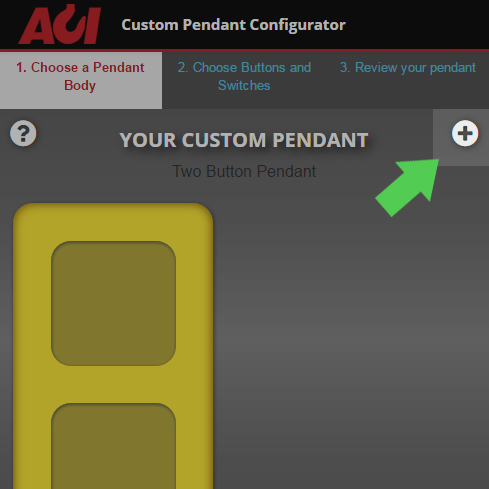 ACI Custom Pendant Configurator
1. Choose a Pendant Body
2. Choose Buttons and Switches
3. Review your pendant
?
YOUR CUSTOM PENDANT
Two Button Pendant